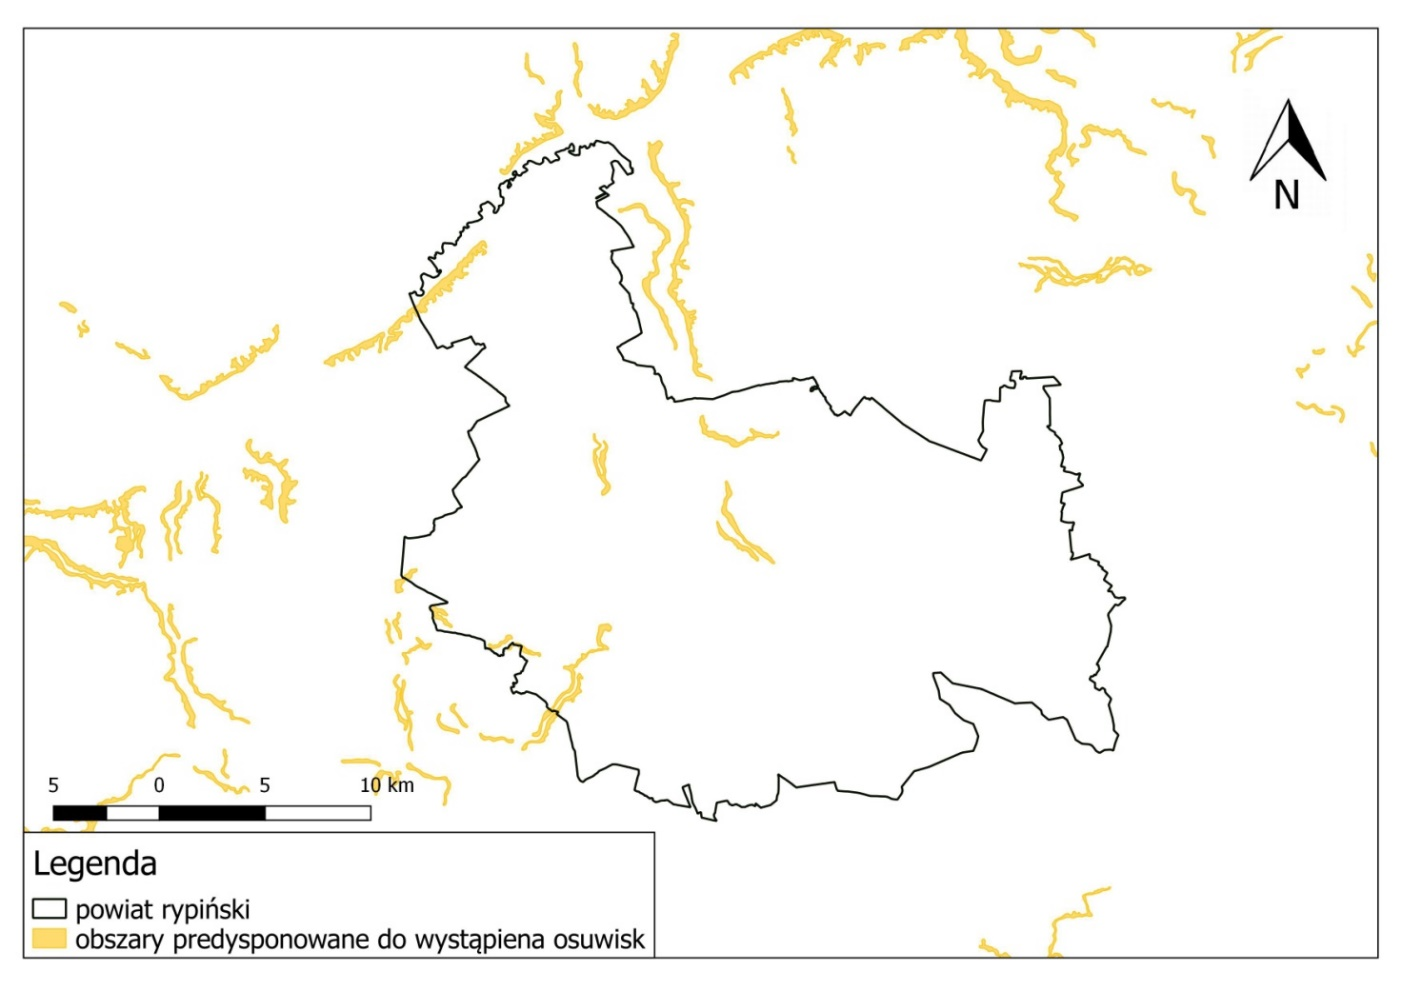 N
5 0 5 10 km
Legenda
powiat rypiński
obszary predysponowane do wystąpiena osuwisk